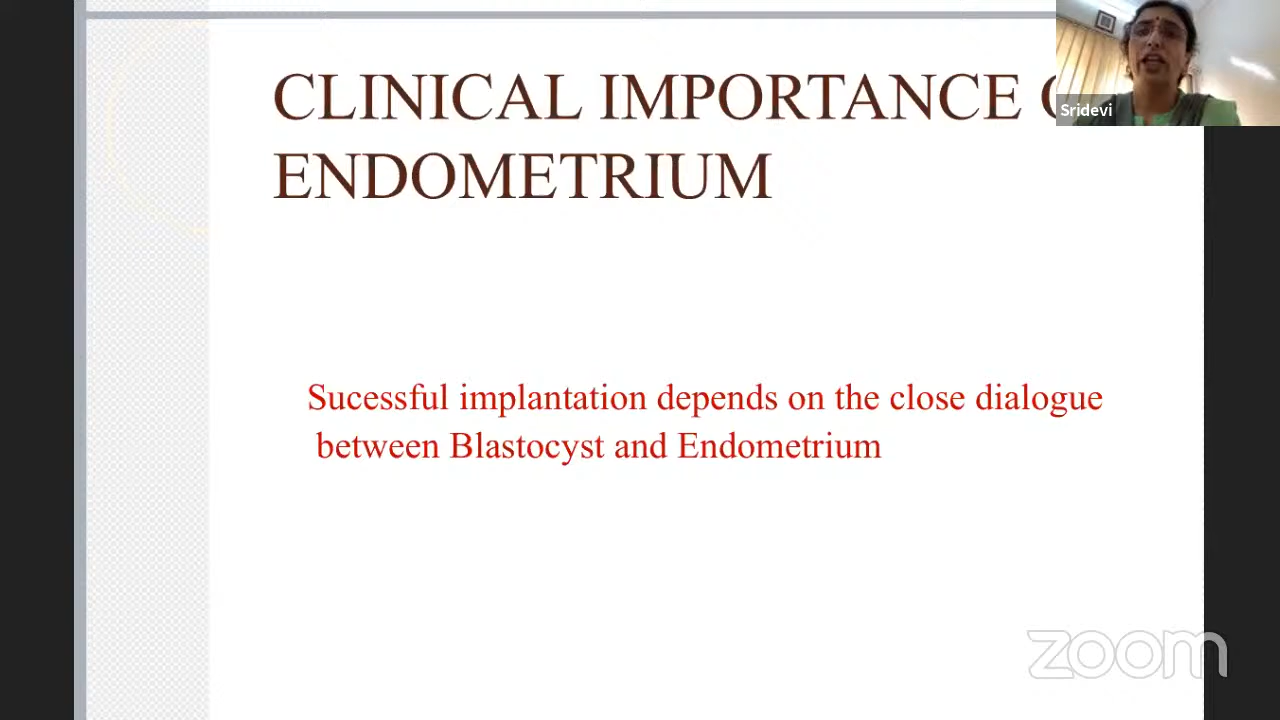 CLINICAL IMPORTANCE
ENDOMETRIUM
Sridevi
Sucessful implantation depends on the close dialogue
between Blastocyst and Endometrium
zoom